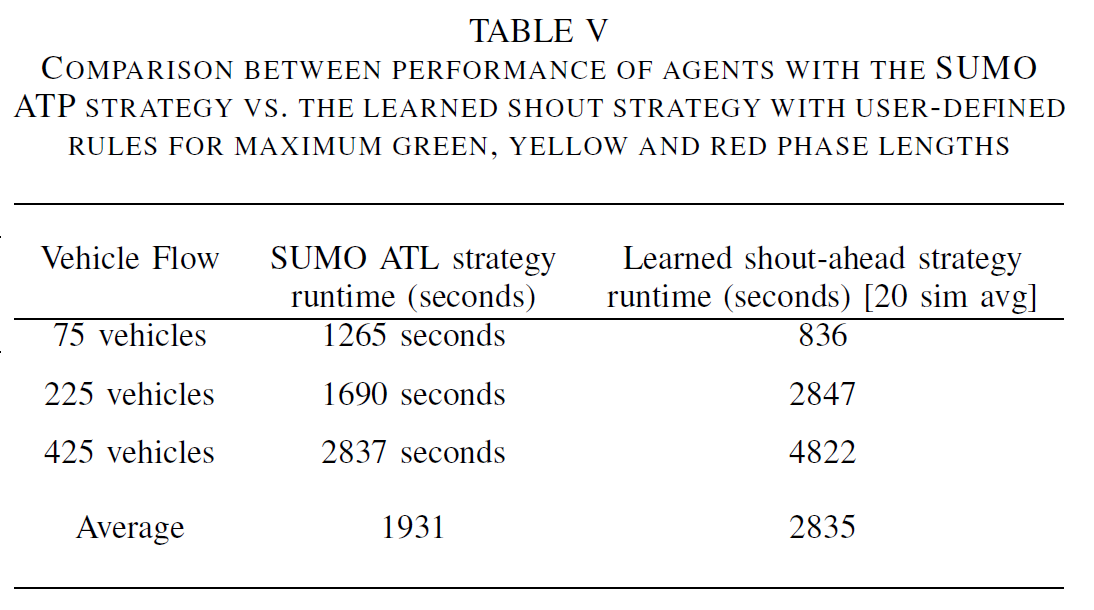 TABLE V
COMPARISON BETWEEN PERFORMANCE OF AGENTS WITH THE SUMO
ATP STRATEGY VS. THE LEARNED SHOUT STRATEGY WITH USER-DEFINED
RULES FOR MAXIMUM GREEN, YELLOW AND RED PHASE LENGTHS
Vehicle Flow SUMO ATL strategy Learned shout-ahead strategy
runtime (seconds) runtime (seconds) [20 sim avg]
75 vehicles 1265 seconds 836
225 vehicles 1690 seconds 2847
425 vehicles 2837 seconds 4822
Average 1931 2835